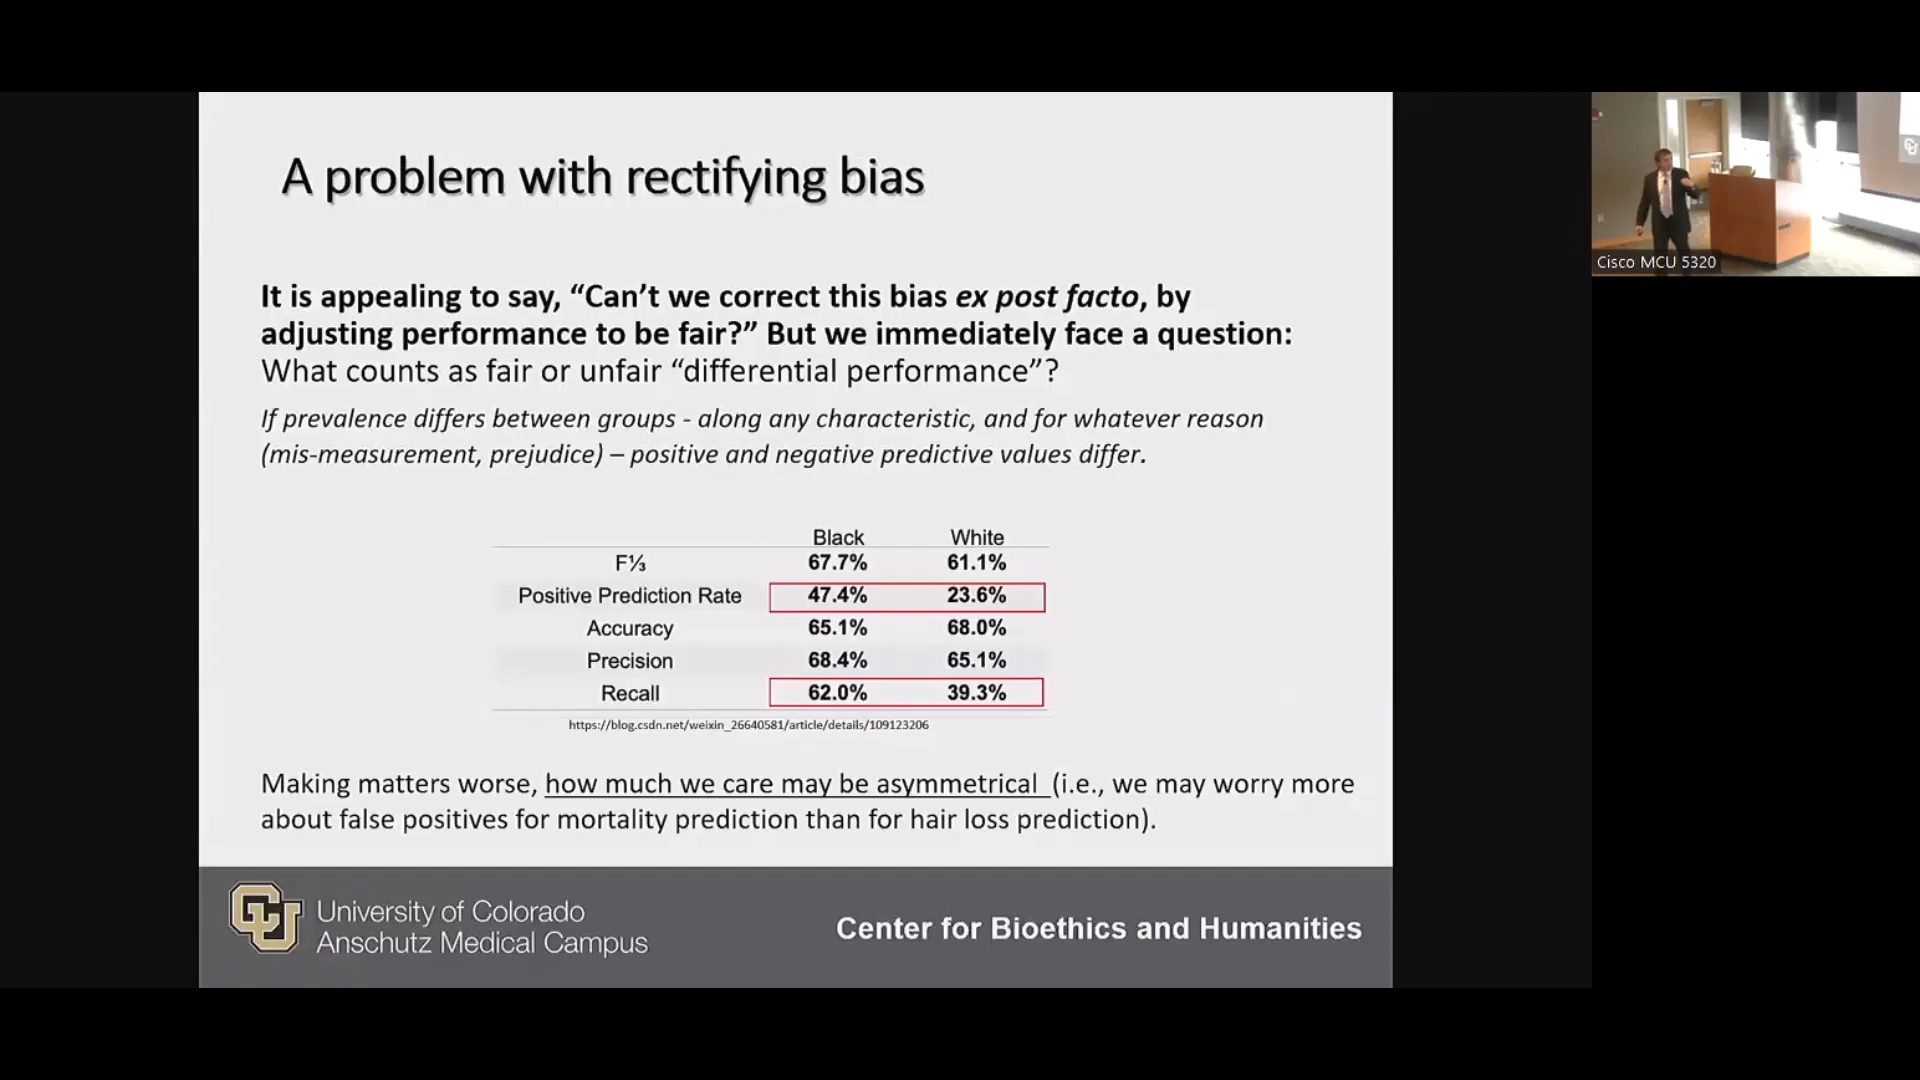 A problem with rectifying bias
It is appealing to say, “Can’t we correct this bias ex post facto, by
adjusting performance to be fair?” But we immediately face a question:
What counts as fair or unfair “differential performance”?
If prevalence differs between groups - along any characteristic, and for whatever reason
(mis-measurement, prejudice) – positive and negative predictive values differ.
Black White
F⅓ 67.7% 61.1%
Positive Prediction Rate 47.4% 23.6%
Accuracy 65.1% 68.0%
Precision 68.4% 65.1%
Recall 62.0% 39.3%
https://blog.csdn.net/weixin_26640581/article/details/109123206
Making matters worse, how much we care may be asymmetrical (i.e., we may worry more
about false positives for mortality prediction than for hair loss prediction).
University of Colorado
Anschutz Medical Campus
Center for Bioethics and Humanities
Cisco MCU 5320